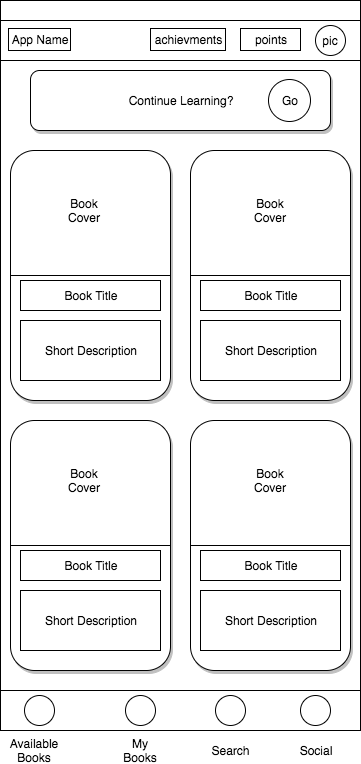 App Name
achievments
points
pic
Continue Learning?
Go
Book
Cover
Book
Cover
Book Title
Book Title
Short Description
Short Description
Book
Cover
Book
Cover
Book Title
Book Title
Short Description
Short Description
Available
Books
My
Books
Search
Social